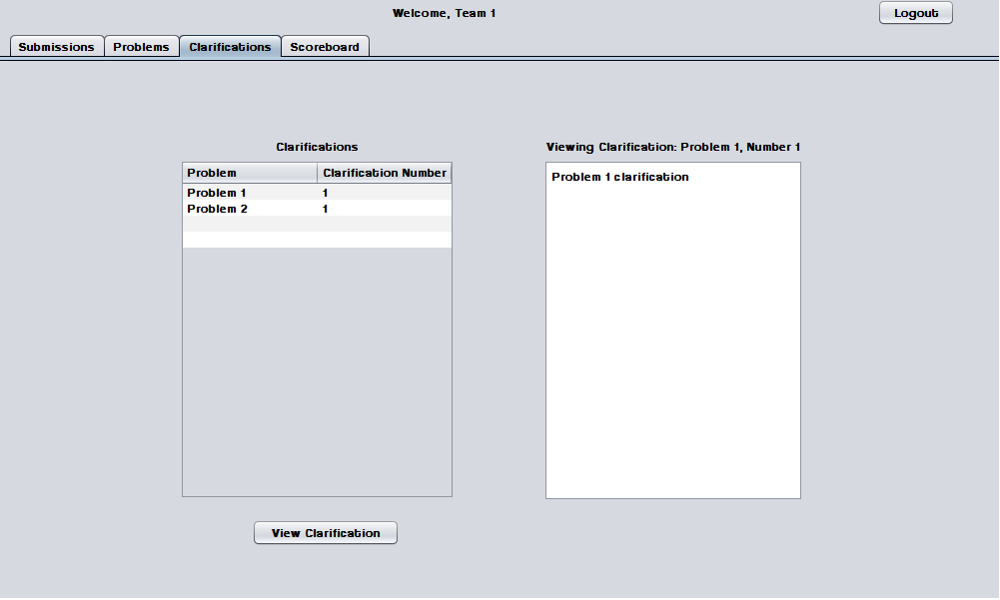 Welcome, Team 1
Logout
Submissions Problems Clarifications Scoreboard
Clarifications
Problem Clarification Number
Problem 1 1
Problem 2 1
View Clarification
Viewing Clarification: Problem 1, Number 1
Problem 1 clarification